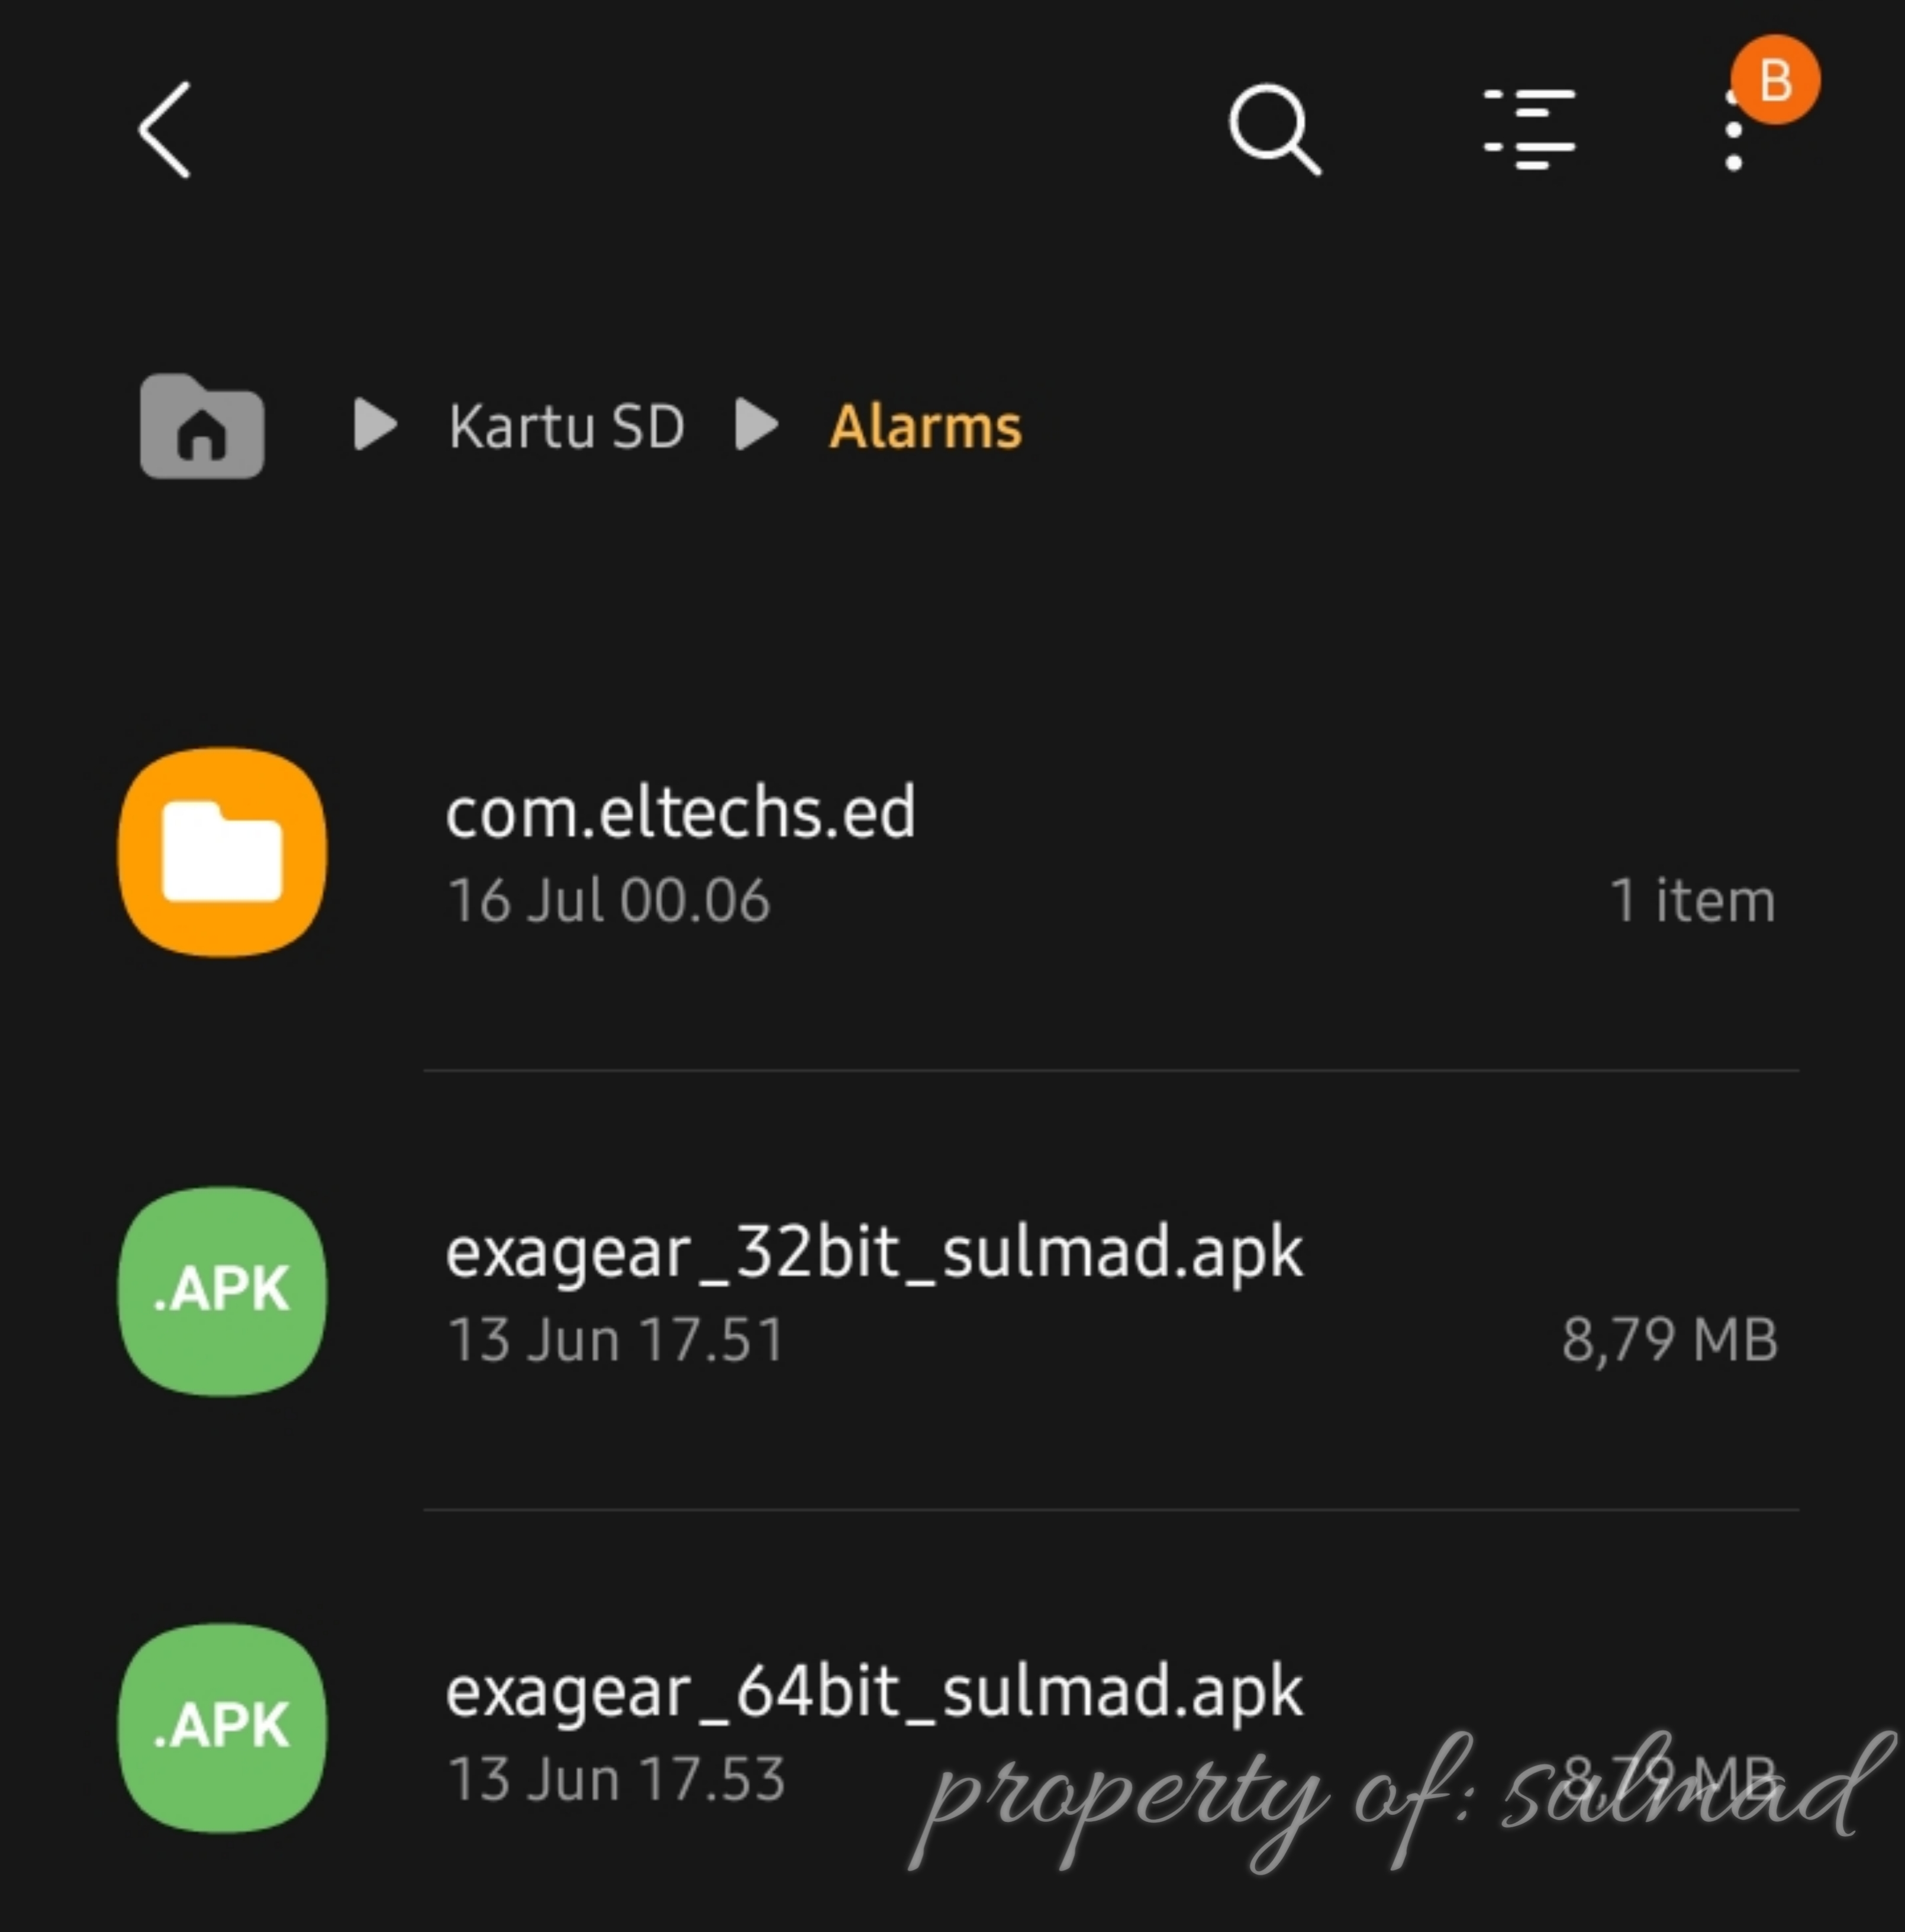 B
Kartu SD
Alarms
com.eltechs.ed
16 Jul 00.06
1 item
.APK
exagear_32bit_sulmad.apk
13 Jun 17.51
8,79 MB
.APK
exagear_64bit_sulmad.apk
13 Jun 17.53
8,79 MB
property of: sulmad